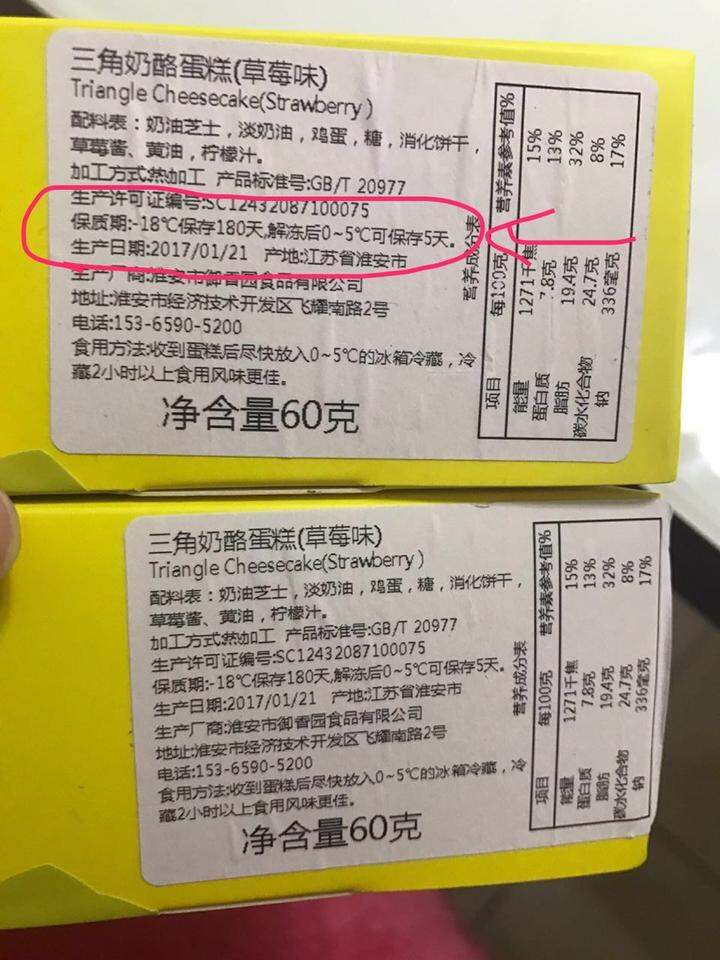 三角奶酪蛋糕(草莓味)
Triangle Cheesecake(Strawberry)
配料表：奶油芝士，淡奶油，鸡蛋，糖，消化饼干，
草莓酱、黄油，柠檬汁。
加工方式:热加工 产品标准号:GB/T 20977
生产许可证编号:SC12432087100075
保质期:-18℃保存180天,解冻后0~5℃可保存5天。
生产日期:2017/01/21 产地:江苏省淮安市
生产厂商:淮安市御香园食品有限公司
地址:淮安市经济技术开发区飞耀南路2号
电话:153-6590-5200
食用方法:收到蛋糕后尽快放入0~5℃的冰箱冷藏，冷
藏2小时以上食用风味更佳。
净含量60克
营养成分表
项目 每100克 营养素参考值%
能量 1271千焦 15%
蛋白质 7.8克 13%
脂肪 19.4克 32%
碳水化合物 24.7克 8%
钠 336毫克 17%
三角奶酪蛋糕(草莓味)
Triangle Cheesecake(Strawberry)
配料表：奶油芝士，淡奶油，鸡蛋，糖，消化饼干，
草莓酱、黄油，柠檬汁。
加工方式:热加工 产品标准号:GB/T 20977
生产许可证编号:SC12432087100075
保质期:-18℃保存180天,解冻后0~5℃可保存5天。
生产日期:2017/01/21 产地:江苏省淮安市
生产厂商:淮安市御香园食品有限公司
地址:淮安市经济技术开发区飞耀南路2号
电话:153-6590-5200
食用方法:收到蛋糕后尽快放入0~5℃的冰箱冷藏，冷
藏2小时以上食用风味更佳。
净含量60克
营养成分表
项目 每100克 营养素参考值%
能量 1271千焦 15%
蛋白质 7.8克 13%
脂肪 19.4克 32%
碳水化合物 24.7克 8%
钠 336毫克 17%